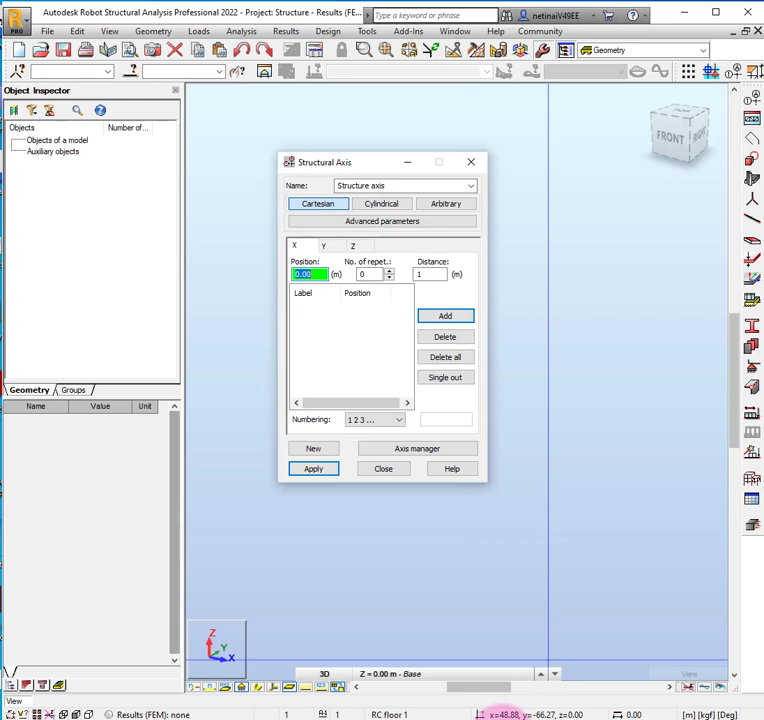 R PRO Autodesk Robot Structural Analysis Professional 2022 - Project: Structure - Results (FE... Type a keyword or phrase netinaiV49EE
File Edit View Geometry Loads Analysis Results Design Tools Add-Ins Window Help Community
Geometry
Object Inspector
Objects Number of...
Objects of a model
Auxiliary objects
Geometry Groups
Name Value Unit
Structural Axis
Name: Structure axis
Cartesian Cylindrical Arbitrary
Advanced parameters
X Y Z
Position: No. of repet.: Distance:
0.00 (m) 0 1 (m)
Label Position
Add
Delete
Delete all
Single out
Numbering: 1 2 3 ...
New Axis manager
Apply Close Help
FRONT RIGHT
Z Y X
3D Z = 0.00 m - Base View
View
Results (FEM): none 1 1 RC floor 1 x=48.88, y=-66.27, z=0.00 0.00 [m] [kgf] [Deg]